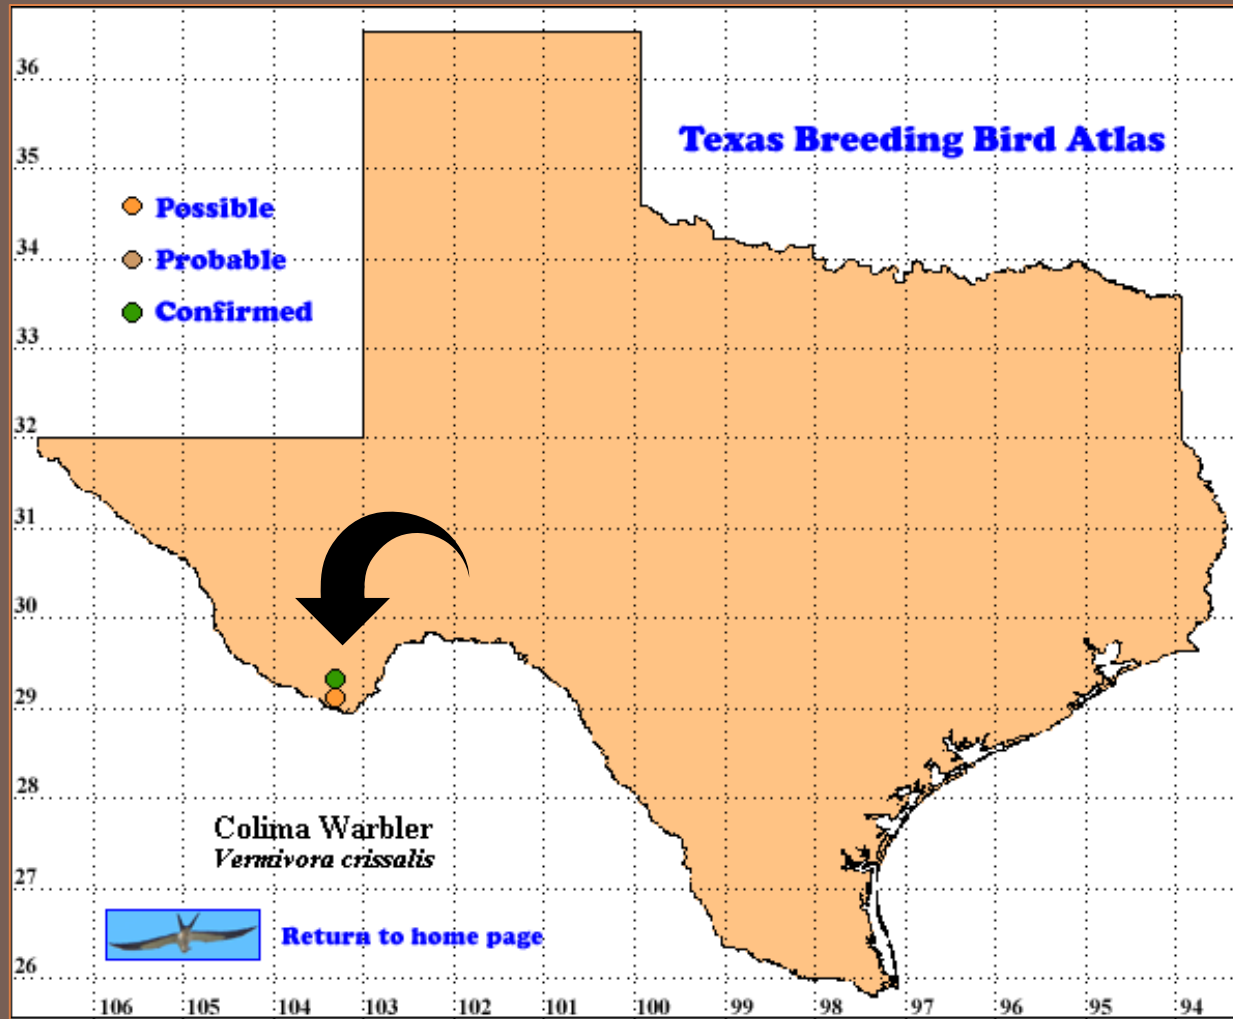 Texas Breeding Bird Atlas
Possible
Probable
Confirmed
36
35
34
33
32
31
30
29
28
27
26
Colima Warbler
Vermivora crissalis
Return to home page
106 105 104 103 102 101 100 99 98 97 96 95 94